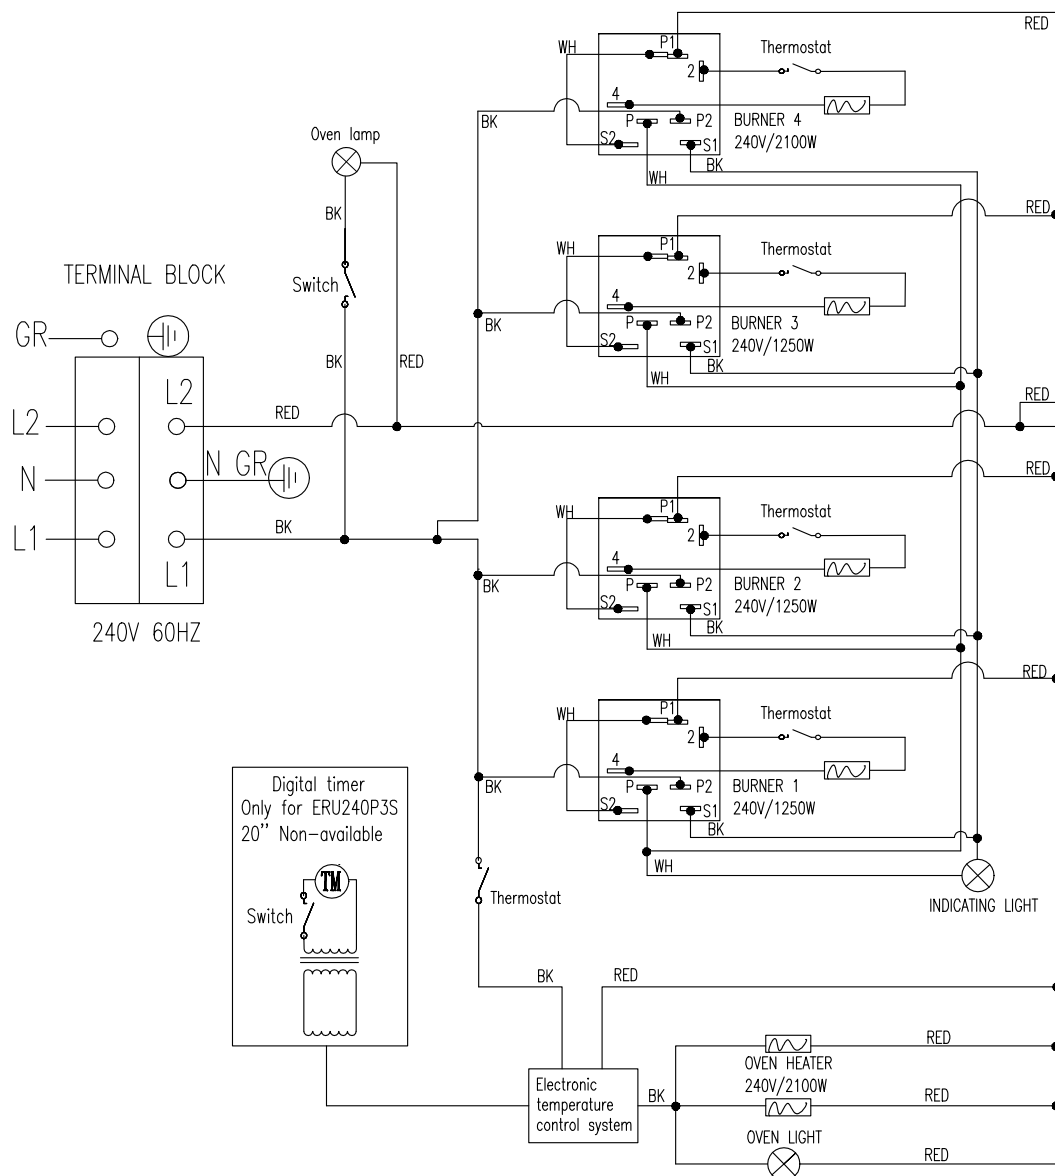 RED
P1
WH
Thermostat
2
4
BK
P
P2
BURNER 4
240V/2100W
S2
S1
BK
WH
Oven lamp
BK
Switch
BK
RED
RED
P1
WH
Thermostat
2
4
BK
P
P2
BURNER 3
240V/1250W
S2
S1
BK
WH
TERMINAL BLOCK
GR
L2
L2
RED
RED
N
N GR
L1
BK
L1
240V 60HZ
RED
P1
WH
Thermostat
2
4
BK
P
P2
BURNER 2
240V/1250W
S2
S1
BK
WH
RED
P1
WH
Thermostat
2
4
BK
P
P2
BURNER 1
240V/1250W
S2
S1
BK
WH
INDICATING LIGHT
Digital timer
Only for ERU240P3S
20'' Non-available
TM
Switch
Thermostat
BK
RED
Electronic
temperature
control system
BK
RED
OVEN HEATER
240V/2100W
RED
OVEN LIGHT
RED